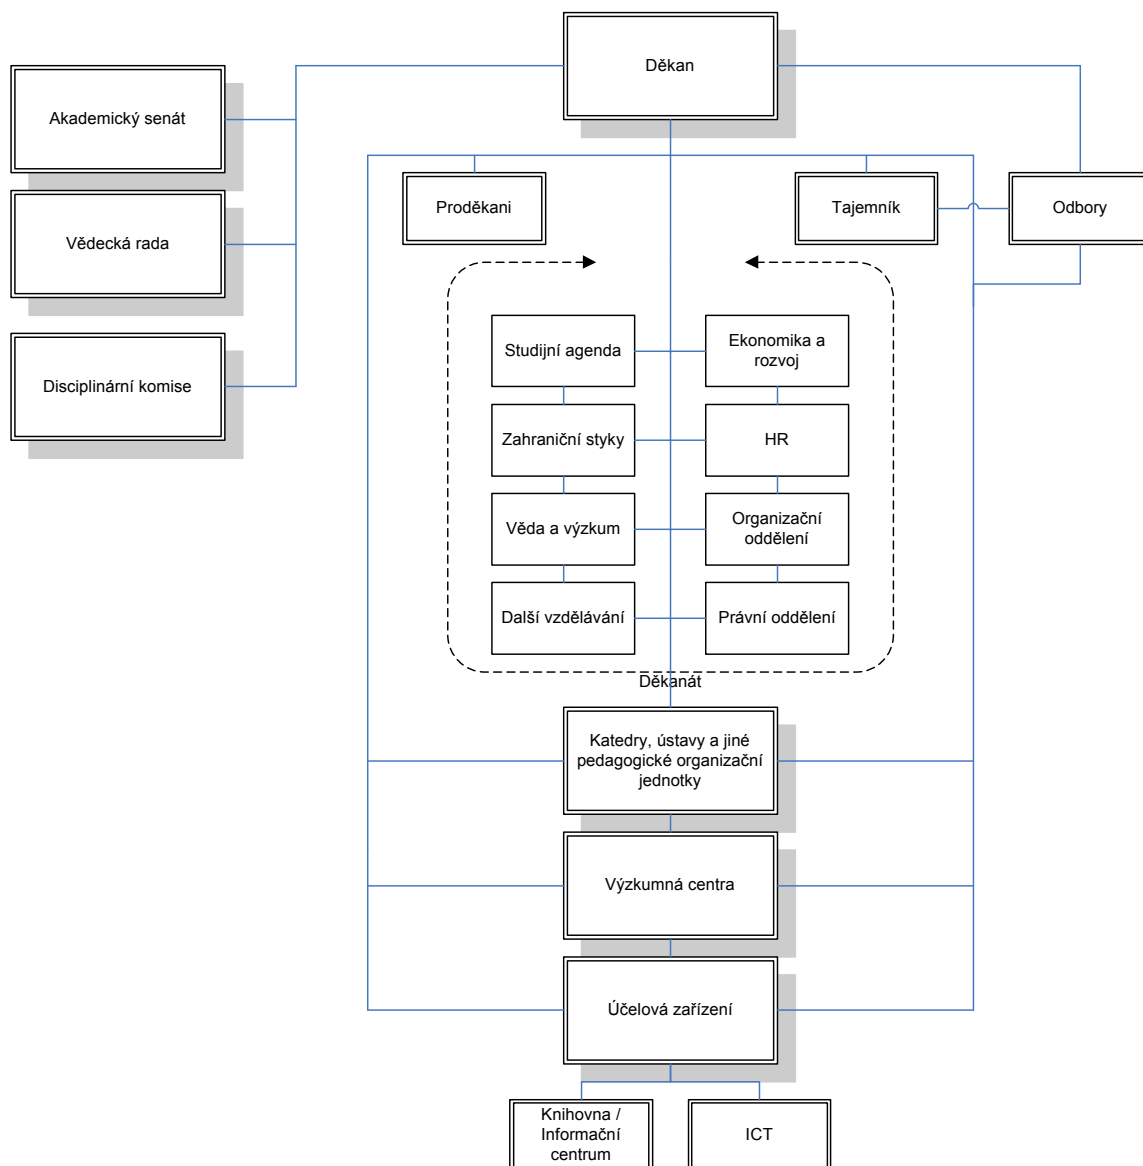 Děkan
Akademický senát
Proděkani
Tajemník
Odbory
Vědecká rada
Disciplinární komise
Studijní agenda
Ekonomika a
rozvoj
Zahraniční styky
HR
Věda a výzkum
Organizační
oddělení
Další vzdělávání
Právní oddělení
Děkanát
Katedry, ústavy a jiné
pedagogické organizační
jednotky
Výzkumná centra
Účelová zařízení
Knihovna /
Informační
centrum
ICT